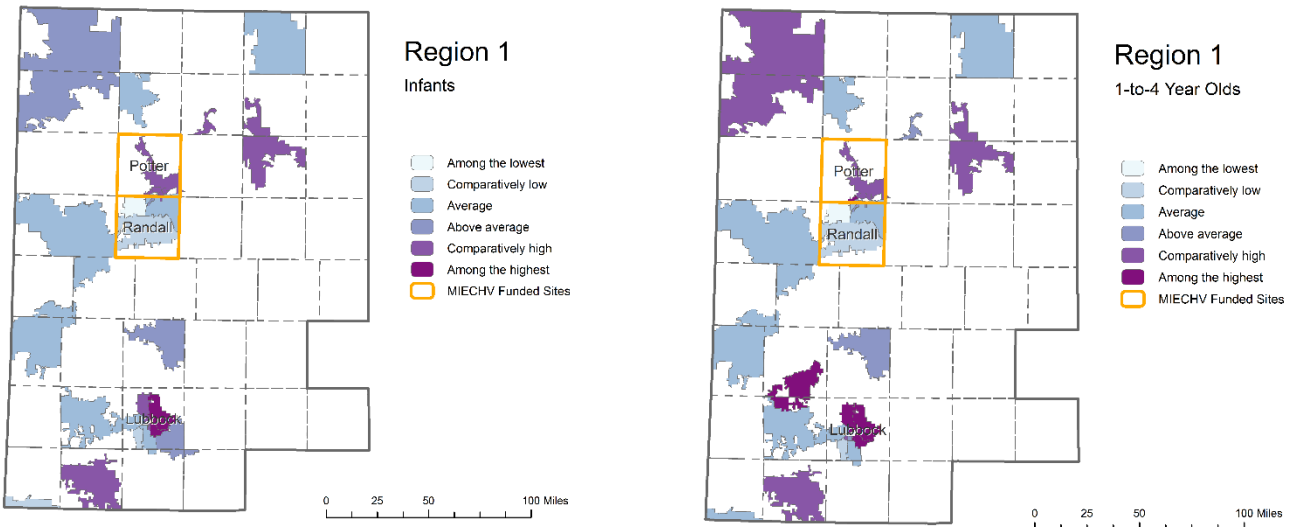 Region 1
Infants
Among the lowest
Comparatively low
Average
Above average
Comparatively high
Among the highest
MIECHV Funded Sites
Potter
Randall
Lubbock
0 25 50 100 Miles
Region 1
1-to-4 Year Olds
Among the lowest
Comparatively low
Average
Above average
Comparatively high
Among the highest
MIECHV Funded Sites
Potter
Randall
Lubbock
0 25 50 100 Miles